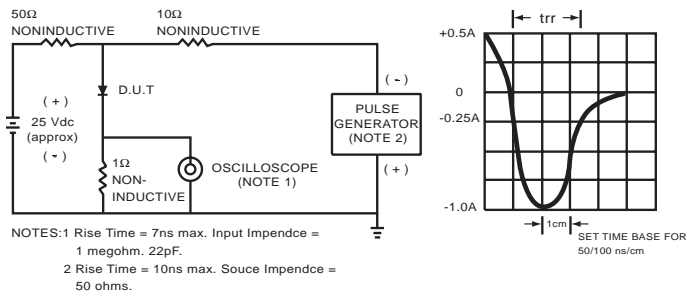 50Ω
NONINDUCTIVE
10Ω
NONINDUCTIVE
D.U.T
( + )
25 Vdc
(approx)
( - )
1Ω
NON-
INDUCTIVE
OSCILLOSCOPE
(NOTE 1)
( - )
PULSE
GENERATOR
(NOTE 2)
( + )
NOTES:1 Rise Time = 7ns max. Input Impendce =
1 megohm. 22pF.
2 Rise Time = 10ns max. Souce Impendce =
50 ohms.
trr
+0.5A
0
-0.25A
-1.0A
1cm
SET TIME BASE FOR
50/100 ns/cm